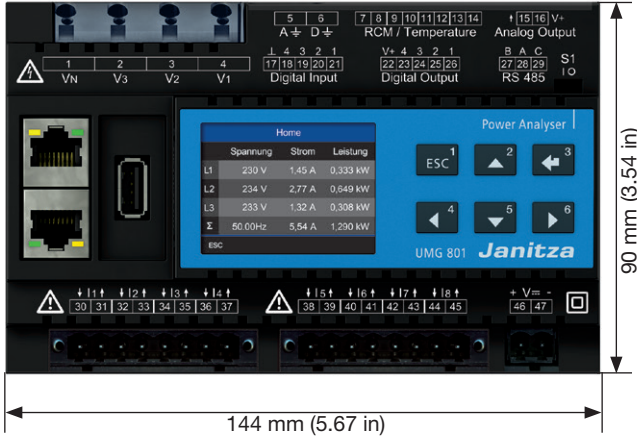 5 6 7 8 9 10 11 12 13 14 15 16 V+
A D RCM / Temperature Analog Output
⊥ 4 3 2 1 V+ 4 3 2 1 B A C
1 2 3 4 17 18 19 20 21 22 23 24 25 26 27 28 29 S1
VN V3 V2 V1 Digital Input Digital Output RS 485 I O
Power Analyser
Home
Spannung Strom Leistung
L1 230 V 1,45 A 0,333 kW
L2 234 V 2,77 A 0,649 kW
L3 233 V 1,32 A 0,308 kW
Σ 50.00Hz 5,54 A 1,290 kW
ESC
ESC 1 2 3
4 5 6
UMG 801 Janitza
I1 I2 I3 I4 I5 I6 I7 I8 + V -
30 31 32 33 34 35 36 37 38 39 40 41 42 43 44 45 46 47
90 mm (3.54 in)
144 mm (5.67 in)